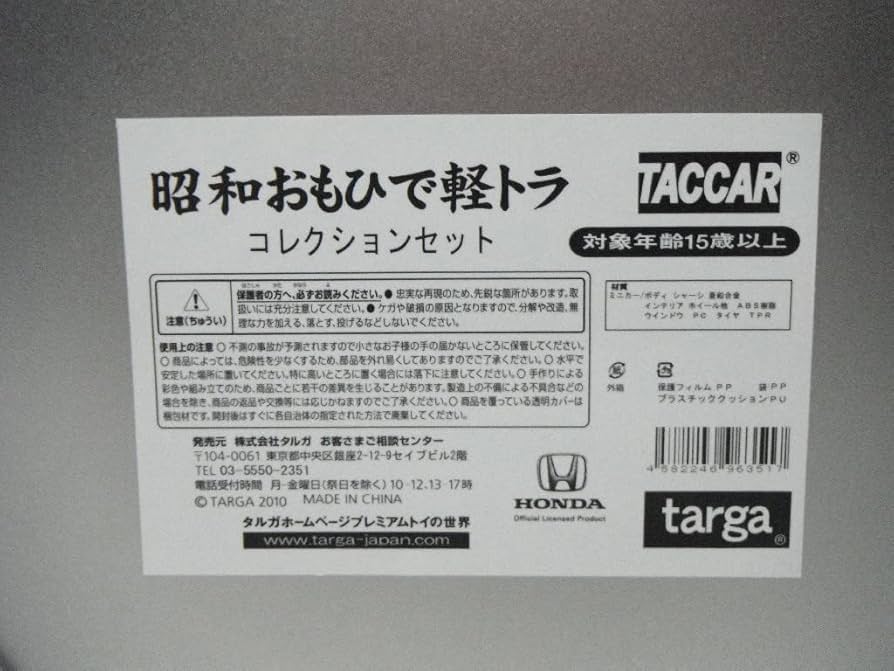 昭和おもひで軽トラ
コレクションセット
TACCAR®
対象年齢15歳以上
注意(ちゅうい)
ほごしゃ かた かなら よ
保護者の方へ、必ずお読みください。● 忠実な再現のため、先鋭な箇所があります。取
扱いには充分注意してください。● ケガや破損の原因となりますので、分解や改造、無
理な力を加える、落とす、投げるなどしないでください。
使用上の注意 ○ 不測の事故が予測されますので小さなお子様の手の届かないところに保管してください。
○ 商品によっては、危険性を少なくするため、部品を外れ易くしてありますのでご了承ください。○ 水平で
安定した場所に置いてください。特に高いところに置く場合には落下に注意してください。○ 手作りによる
彩色や組み立てのため、商品ごとに若干の差異を生じることがあります。製造上の不備による不具合などの
場合を除き、商品の返品や交換等には応じかねますのでご了承ください。○ 商品を覆っている透明カバーは
梱包材です。開封後はすぐに各自治体の指定された方法で廃棄してください。
材質
ミニカー/ボディ シャーシ 亜鉛合金
インテリア ホイール他 ABS樹脂
ウインドウ PC タイヤ TPR
紙
外箱
プラ
保護フィルムPP 袋PP
プラスチッククッションPU
発売元 株式会社タルガ お客さまご相談センター
〒104-0061 東京都中央区銀座2-12-9セイブビル2階
TEL 03-5550-2351
電話受付時間 月-金曜日(祭日を除く) 10-12、13-17時
©TARGA 2010 MADE IN CHINA
タルガホームページプレミアムトイの世界
www.targa-japan.com
HONDA
Official Licensed Product
4582246963517
targa®